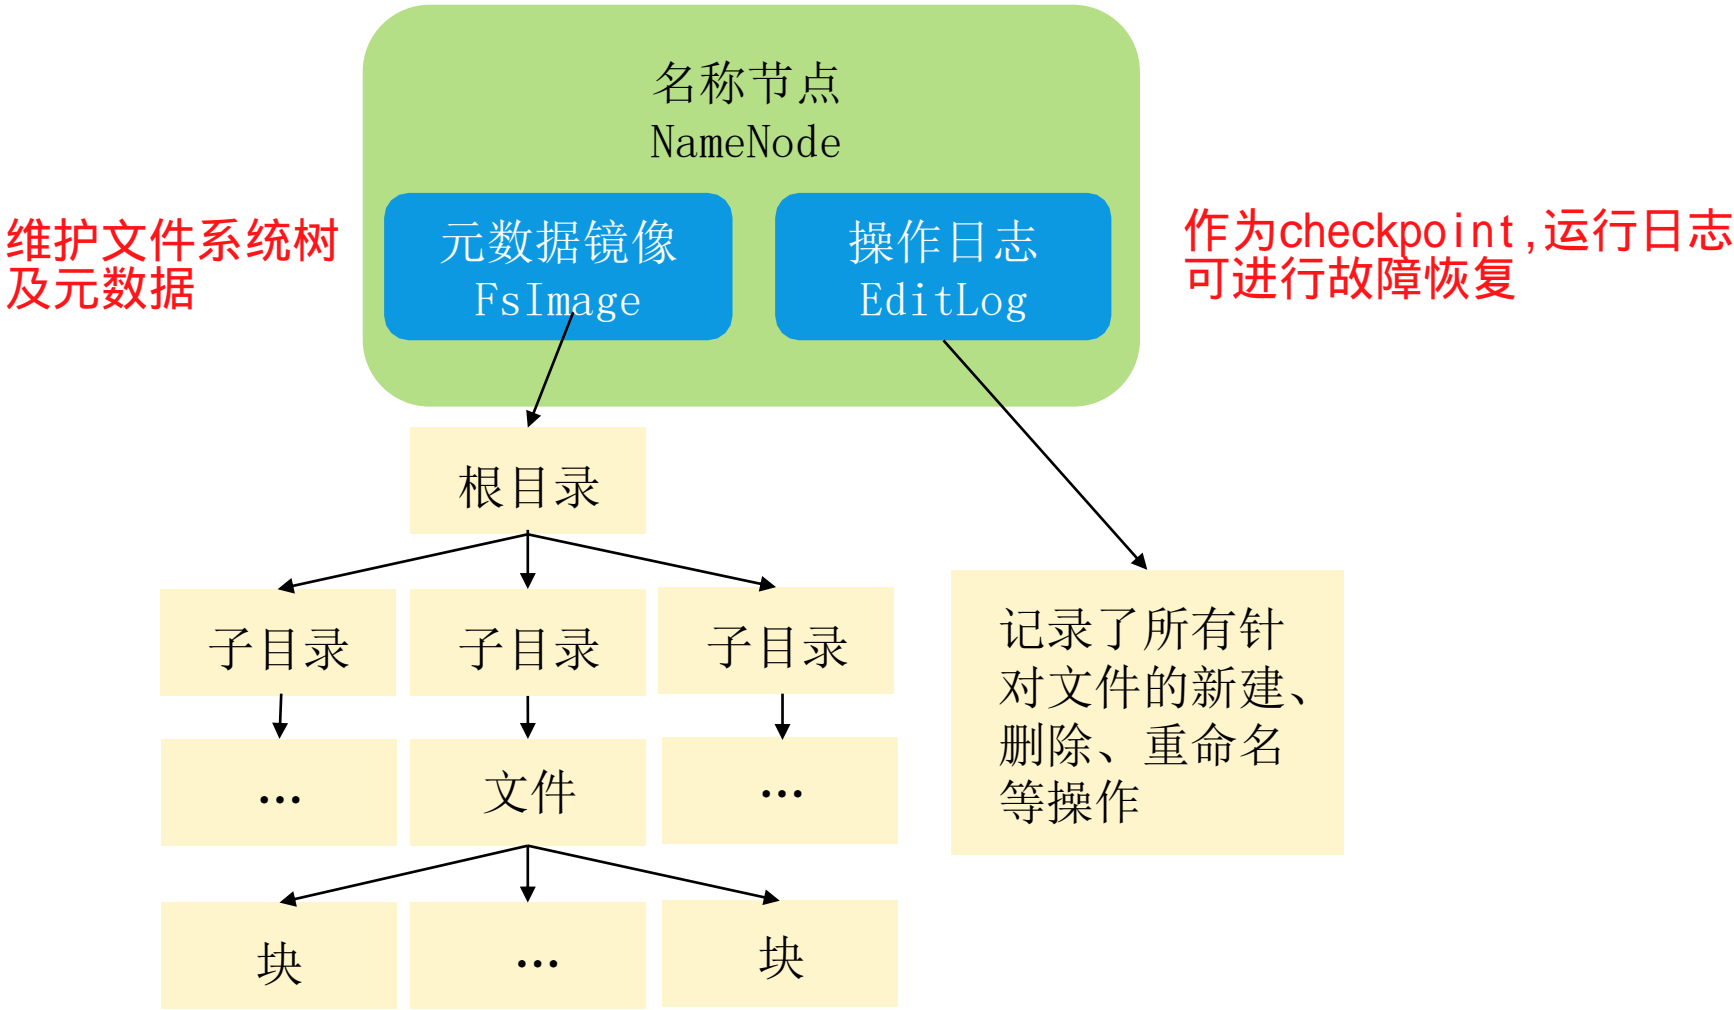 名称节点
NameNode
维护文件系统树
及元数据
元数据镜像
FsImage
操作日志
EditLog
作为checkpoint,运行日志
可进行故障恢复
根目录
子目录
子目录
子目录
…
文件
…
块
…
块
记录了所有针
对文件的新建、
删除、重命名
等操作